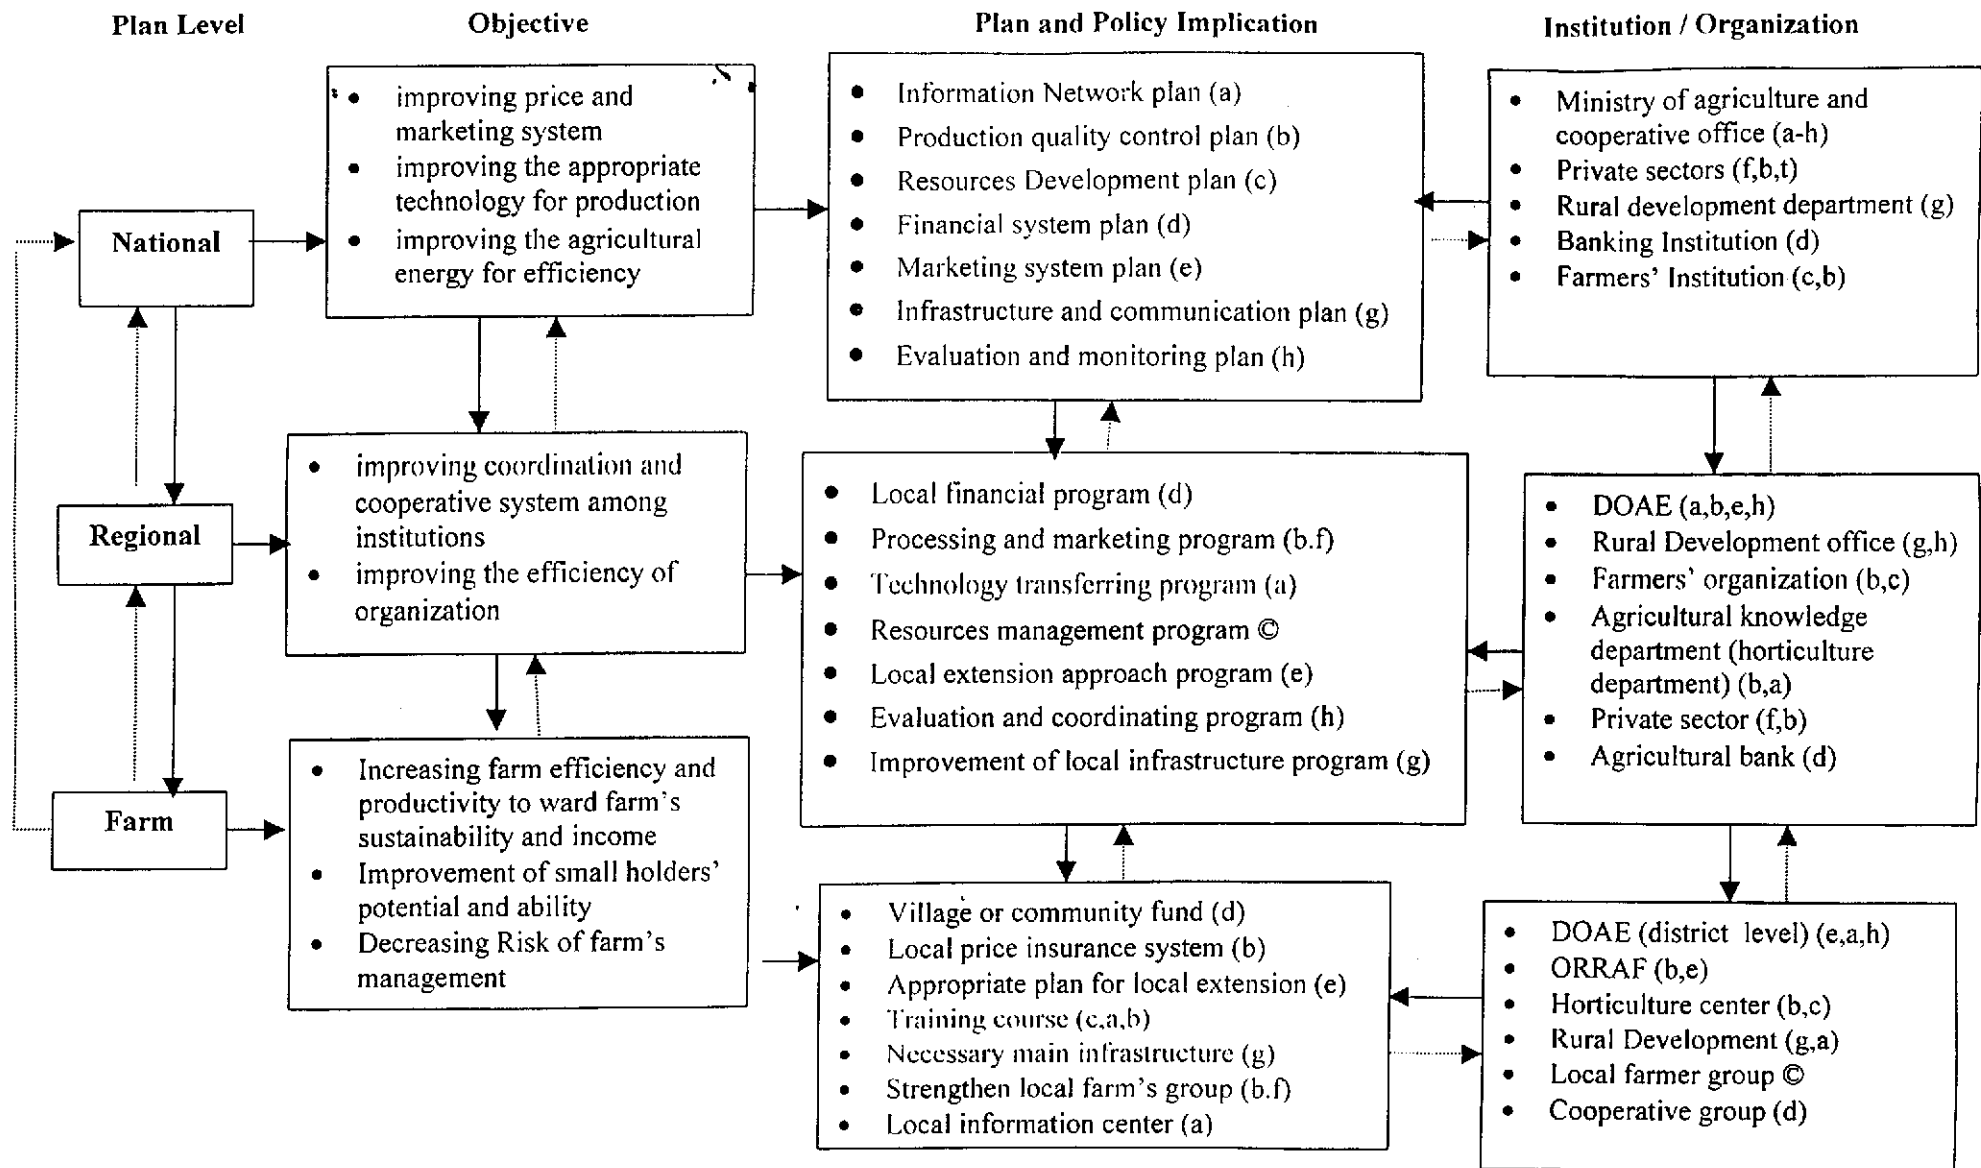 Plan Level
Objective
Plan and Policy Implication
Institution / Organization
National
• improving price and
marketing system
• improving the appropriate
technology for production
• improving the agricultural
energy for efficiency
• Information Network plan (a)
• Production quality control plan (b)
• Resources Development plan (c)
• Financial system plan (d)
• Marketing system plan (e)
• Infrastructure and communication plan (g)
• Evaluation and monitoring plan (h)
• Ministry of agriculture and
cooperative office (a-h)
• Private sectors (f,b,t)
• Rural development department (g)
• Banking Institution (d)
• Farmers' Institution (c,b)
Regional
• improving coordination and
cooperative system among
institutions
• improving the efficiency of
organization
• Local financial program (d)
• Processing and marketing program (b.f)
• Technology transferring program (a)
• Resources management program ©
• Local extension approach program (e)
• Evaluation and coordinating program (h)
• Improvement of local infrastructure program (g)
• DOAE (a,b,e,h)
• Rural Development office (g,h)
• Farmers' organization (b,c)
• Agricultural knowledge
department (horticulture
department) (b,a)
• Private sector (f,b)
• Agricultural bank (d)
Farm
• Increasing farm efficiency and
productivity to ward farm's
sustainability and income
• Improvement of small holders'
potential and ability
• Decreasing Risk of farm's
management
• Village or community fund (d)
• Local price insurance system (b)
• Appropriate plan for local extension (e)
• Training course (c,a,b)
• Necessary main infrastructure (g)
• Strengthen local farm's group (b.f)
• Local information center (a)
• DOAE (district level) (e,a,h)
• ORRAF (b,e)
• Horticulture center (b,c)
• Rural Development (g,a)
• Local farmer group ©
• Cooperative group (d)